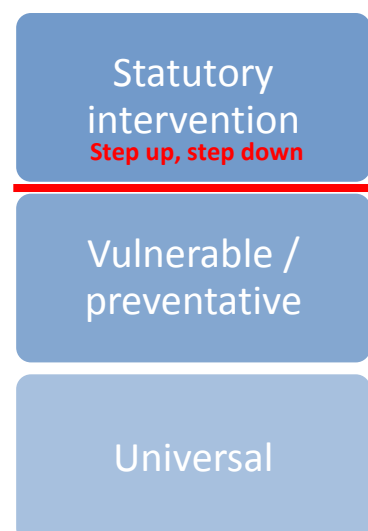 Statutory
intervention
Step up, step down
Vulnerable /
preventative
Universal